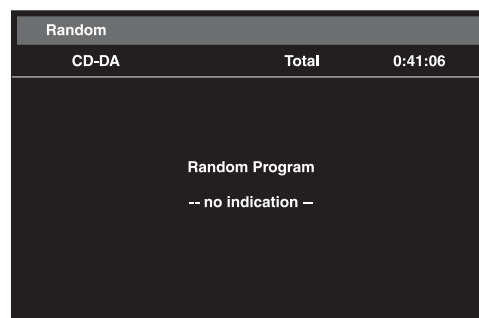 Random
CD-DA Total 0:41:06
Random Program
-- no indication –